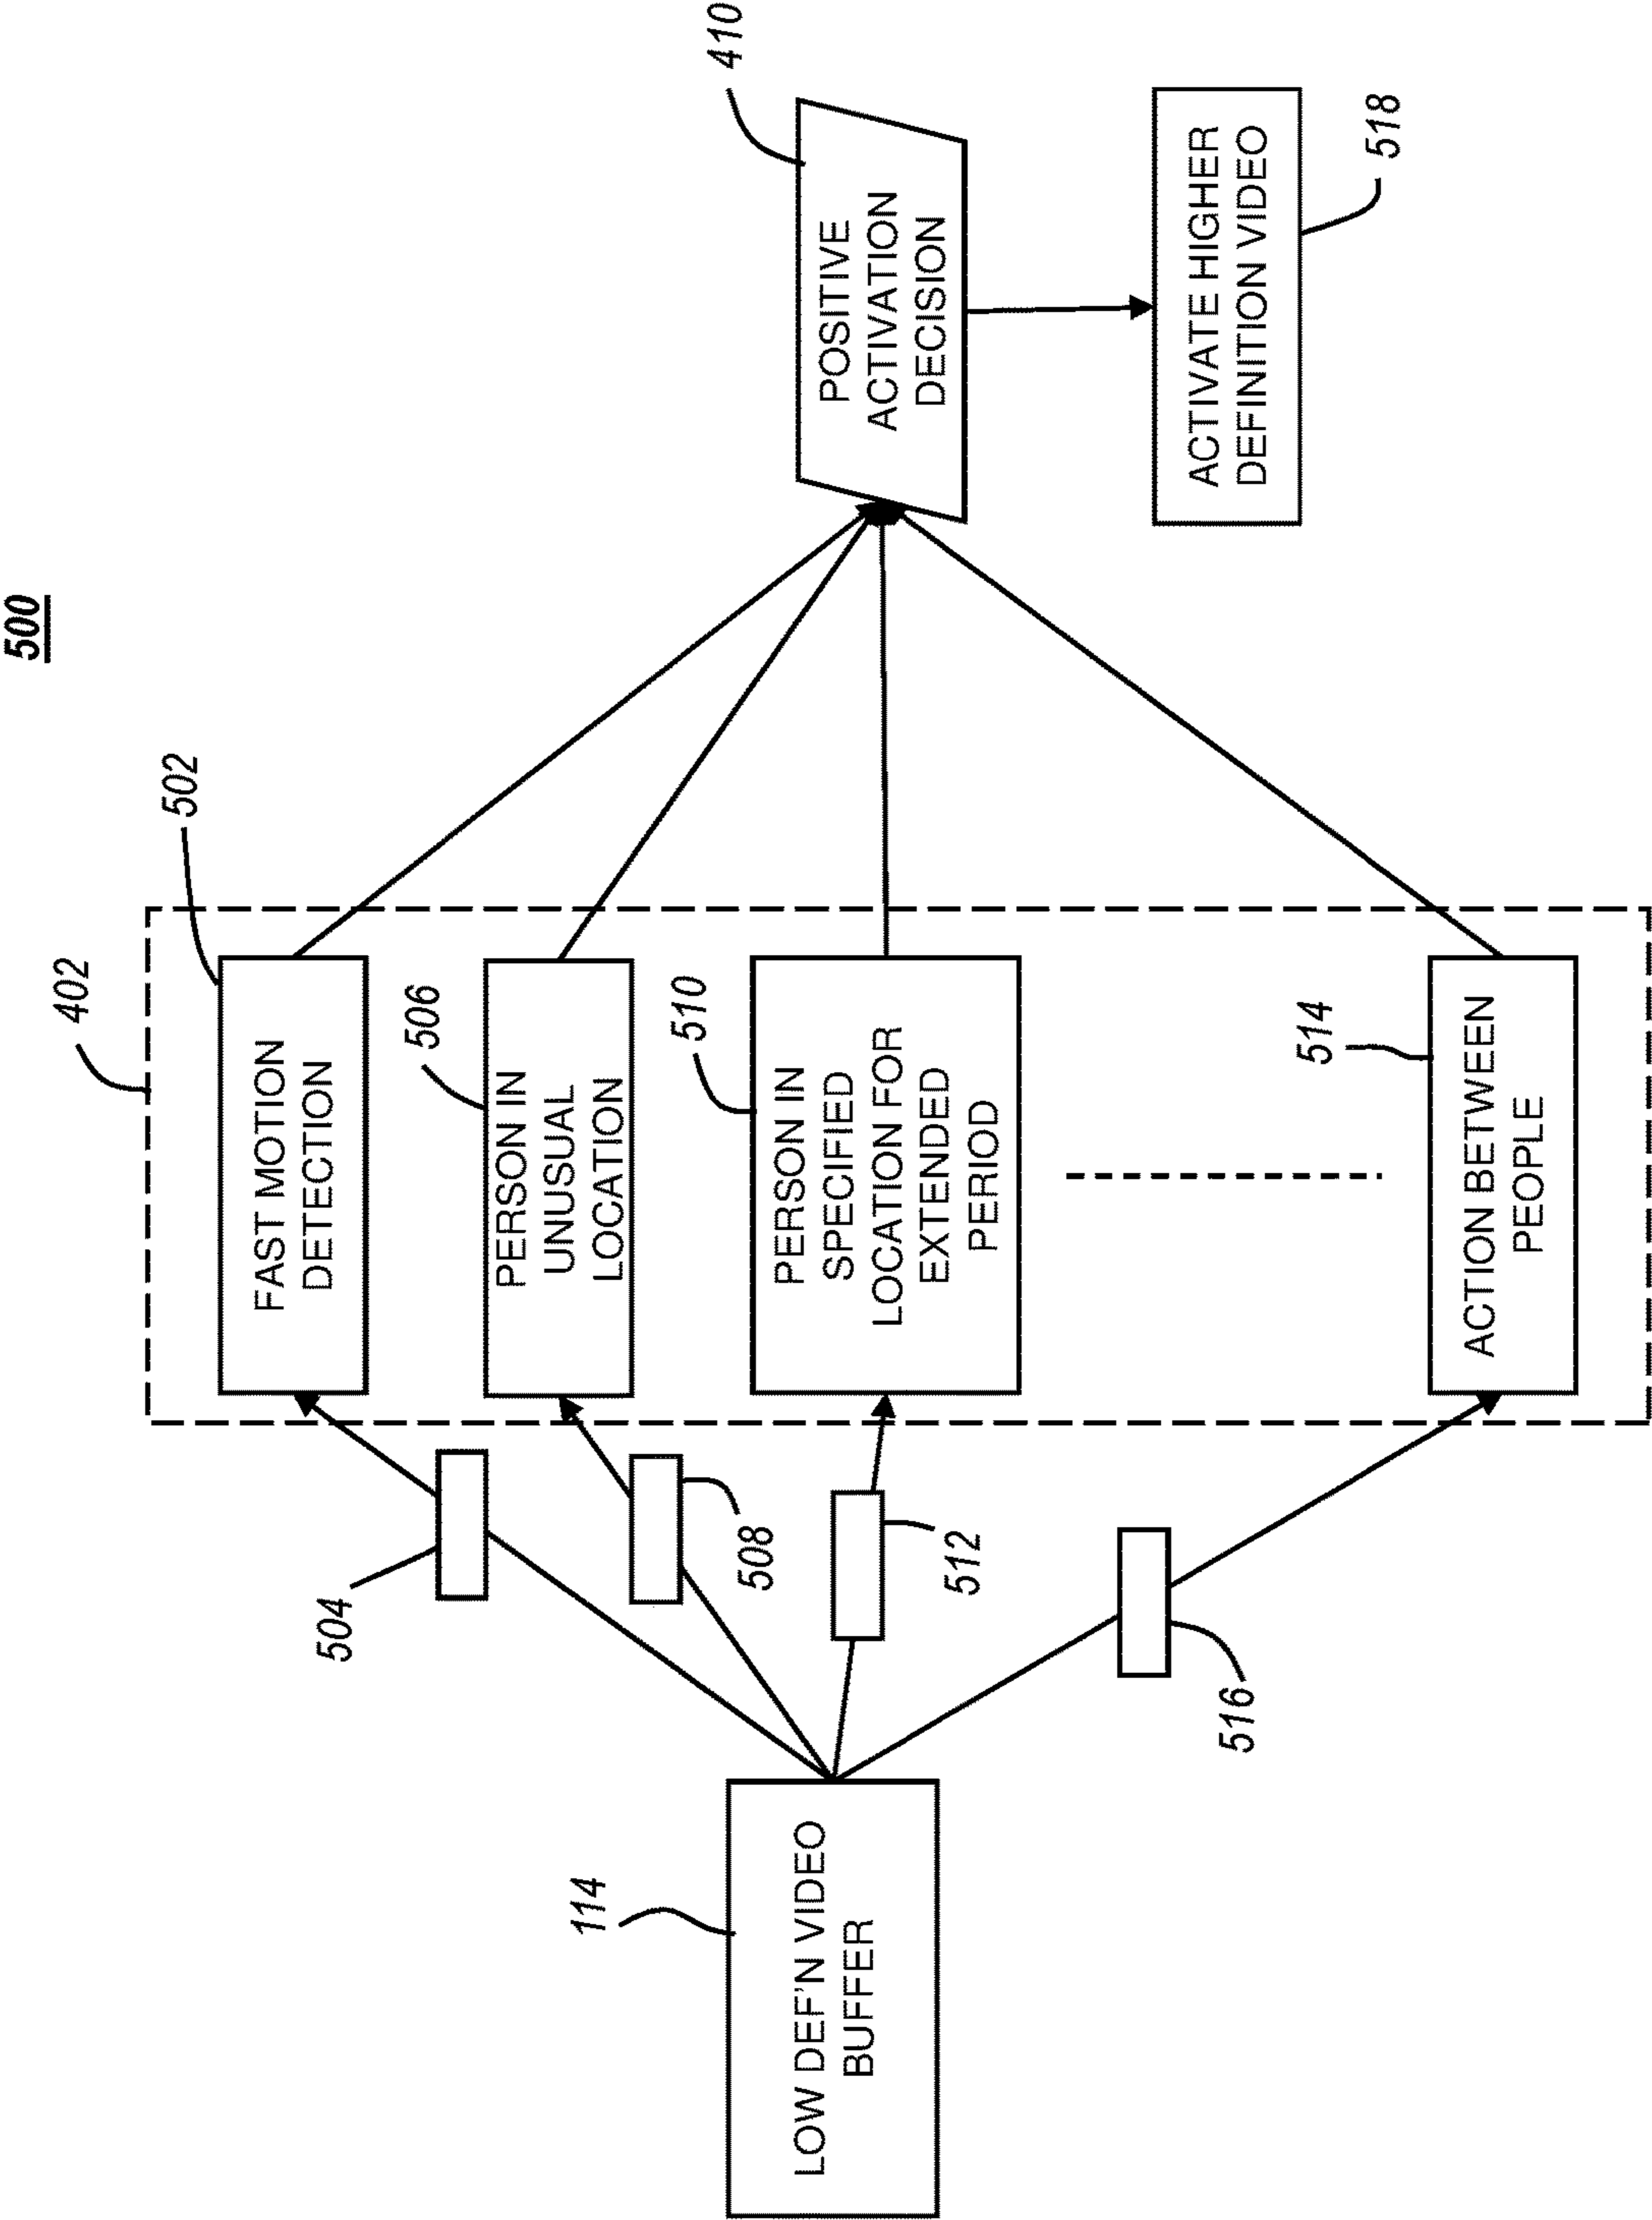 500
402
502
FAST MOTION
DETECTION
504
506
PERSON IN
UNUSUAL
LOCATION
508
510
PERSON IN
SPECIFIED
LOCATION FOR
EXTENDED
PERIOD
512
514
ACTION BETWEEN
PEOPLE
516
114
LOW DEF'N VIDEO
BUFFER
410
POSITIVE
ACTIVATION
DECISION
ACTIVATE HIGHER
DEFINITION VIDEO
518